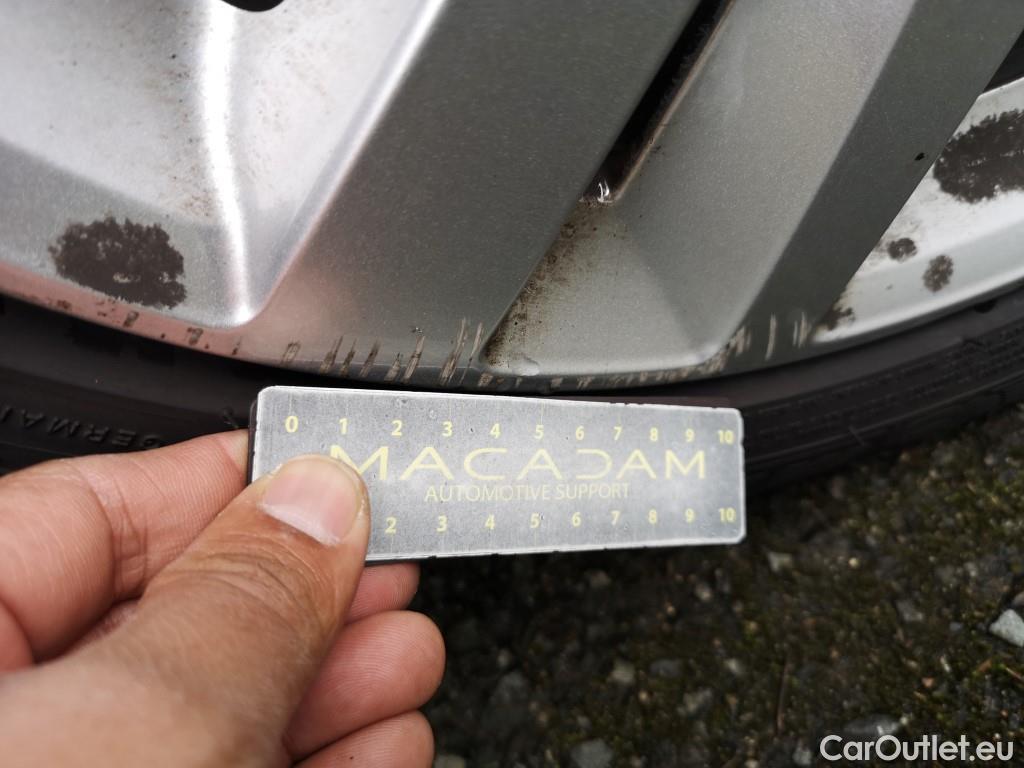 GERMA
0 1 2 3 4 5 6 7 8 9 10
MACADAM
AUTOMOTIVE SUPPORT
2 3 4 5 6 7 8 9 10
CarOutlet.eu